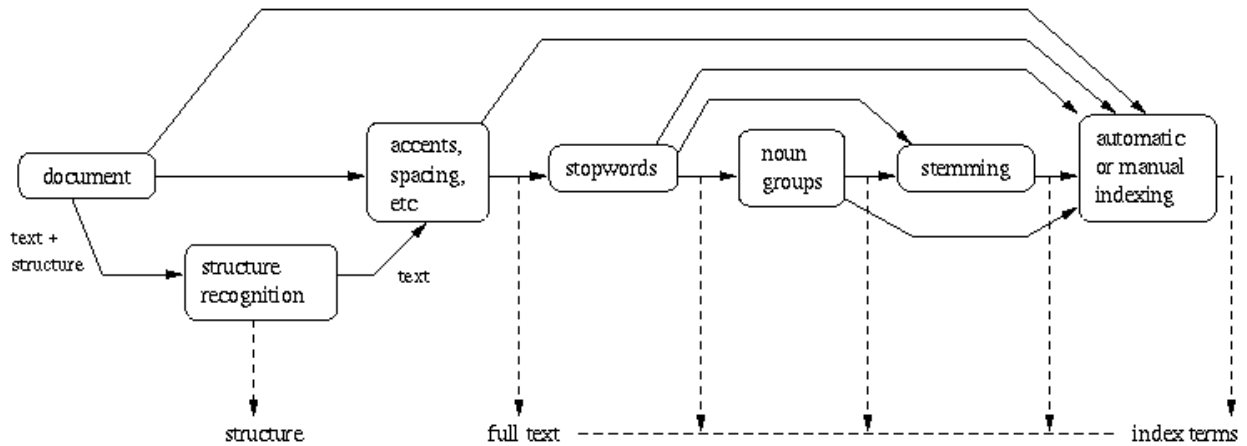 document
text +
structure
structure
recognition
text
accents,
spacing,
etc
stopwords
noun
groups
stemming
automatic
or manual
indexing
structure
full text
index terms